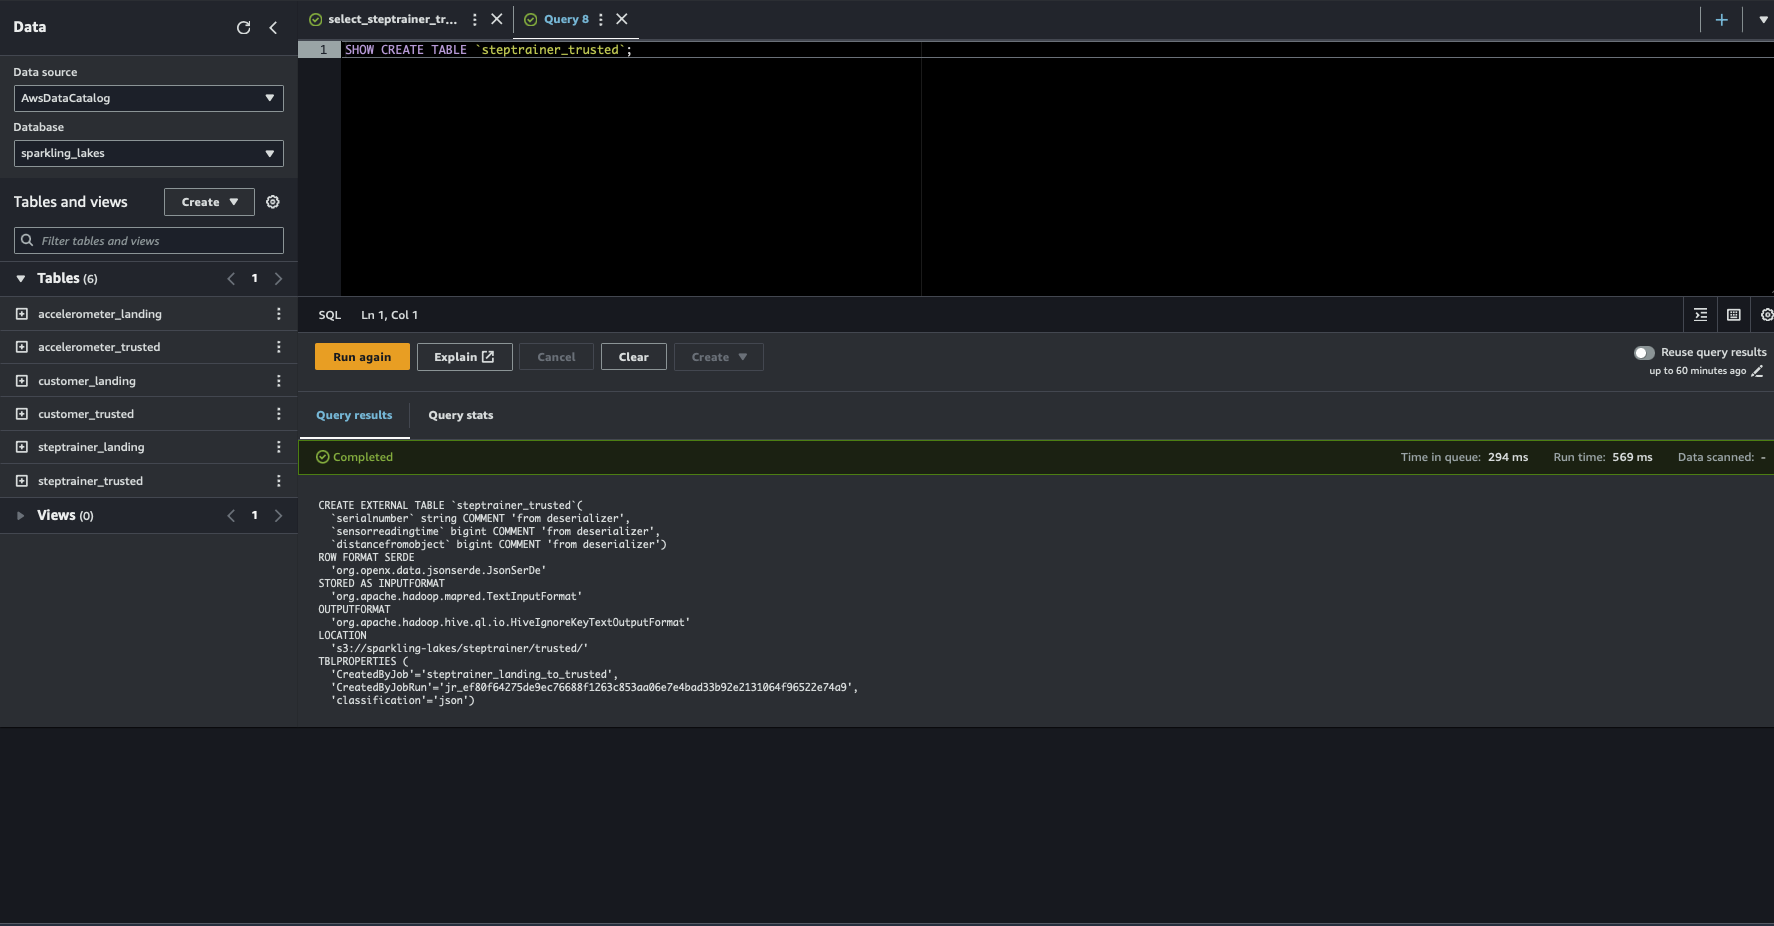 Data
Data source
AwsDataCatalog
Database
sparkling_lakes
Tables and views
Create
Filter tables and views
Tables (6)
1
accelerometer_landing
accelerometer_trusted
customer_landing
customer_trusted
steptrainer_landing
steptrainer_trusted
Views (0)
1
select_steptrainer_tr...
Query 8
1 SHOW CREATE TABLE `steptrainer_trusted`;
SQL Ln 1, Col 1
Run again Explain Cancel Clear Create
Reuse query results
up to 60 minutes ago
Query results Query stats
Completed Time in queue: 294 ms Run time: 569 ms Data scanned: -
CREATE EXTERNAL TABLE `steptrainer_trusted`(
`serialnumber` string COMMENT 'from deserializer',
`sensorreadingtime` bigint COMMENT 'from deserializer',
`distancefromobject` bigint COMMENT 'from deserializer')
ROW FORMAT SERDE
'org.openx.data.jsonserde.JsonSerDe'
STORED AS INPUTFORMAT
'org.apache.hadoop.mapred.TextInputFormat'
OUTPUTFORMAT
'org.apache.hadoop.hive.ql.io.HiveIgnoreKeyTextOutputFormat'
LOCATION
's3://sparkling-lakes/steptrainer/trusted/'
TBLPROPERTIES (
'CreatedByJob'='steptrainer_landing_to_trusted',
'CreatedByJobRun'='jr_ef80f64275de9ec76688f1263c853aa06e7e4bad33b92e2131064f96522e74a9',
'classification'='json')